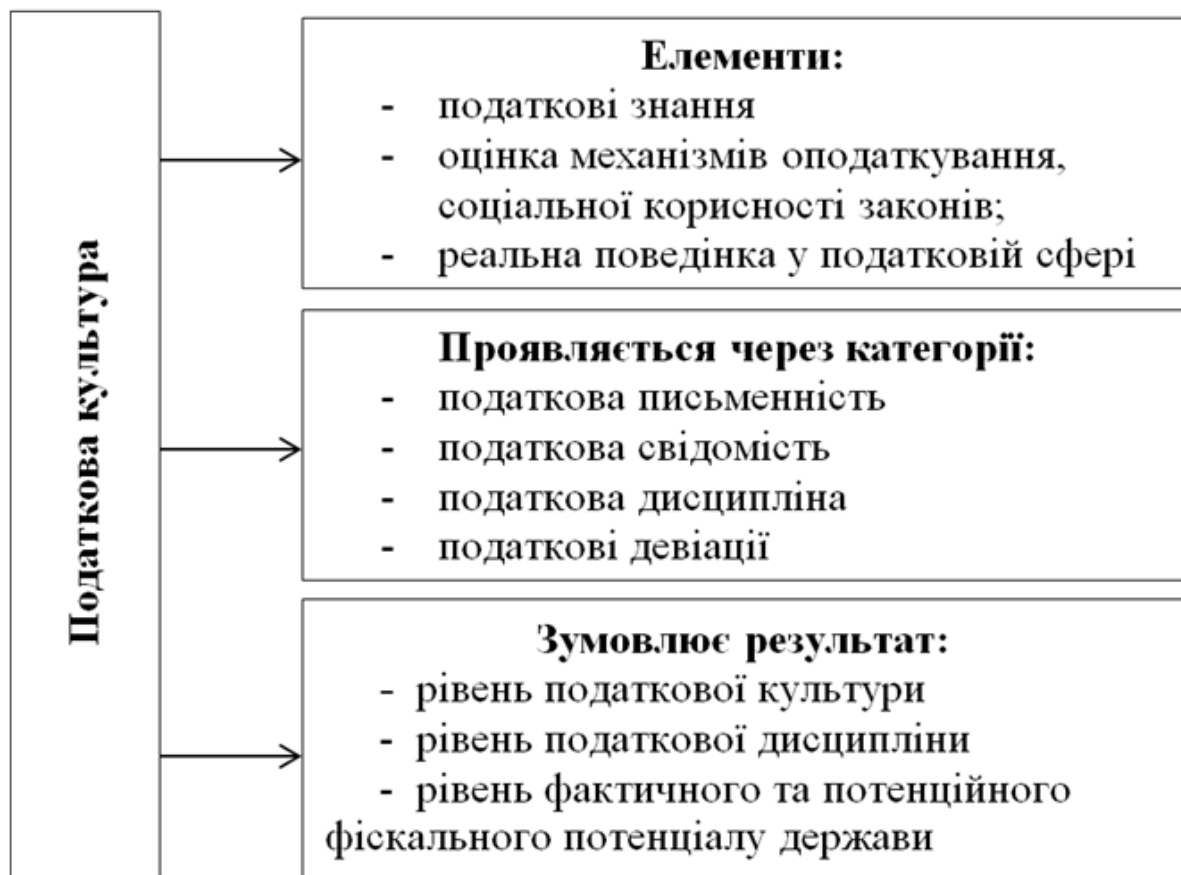 Податкова культура
Елементи:
- податкові знання
- оцінка механізмів оподаткування,
соціальної корисності законів;
- реальна поведінка у податковій сфері
Проявляється через категорії:
- податкова письменність
- податкова свідомість
- податкова дисципліна
- податкові девіації
Зумовлює результат:
- рівень податкової культури
- рівень податкової дисципліни
- рівень фактичного та потенційного
фіскального потенціалу держави